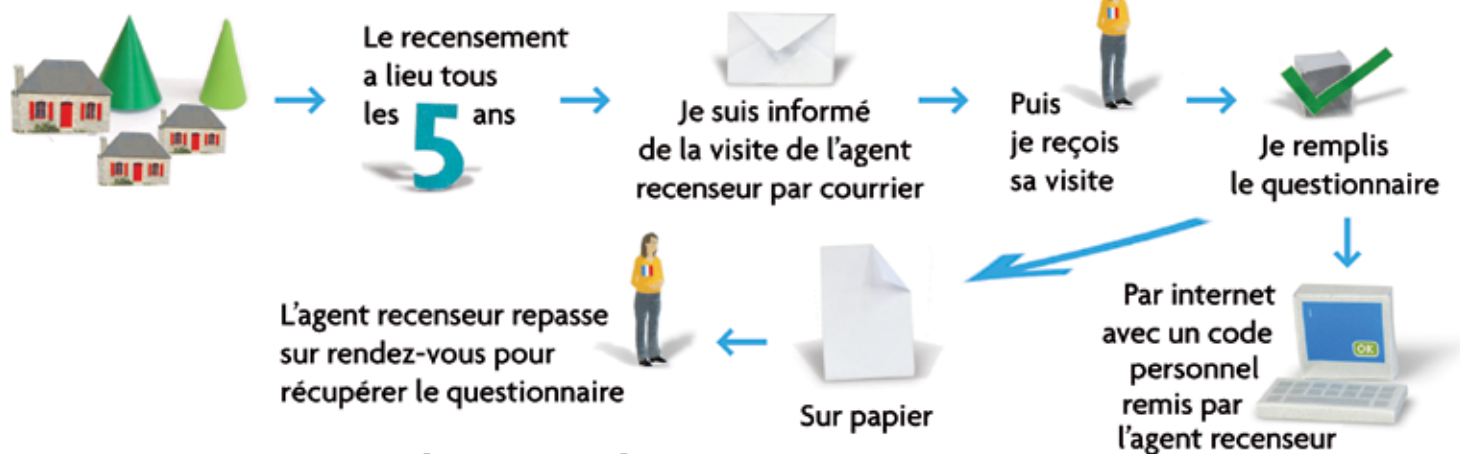 Le recensement
a lieu tous
les 5 ans
Je suis informé
de la visite de l'agent
recenseur par courrier
Puis
je reçois
sa visite
Je remplis
le questionnaire
Par internet
avec un code
personnel
remis par
l'agent recenseur
OK
Sur papier
L'agent recenseur repasse
sur rendez-vous pour
récupérer le questionnaire